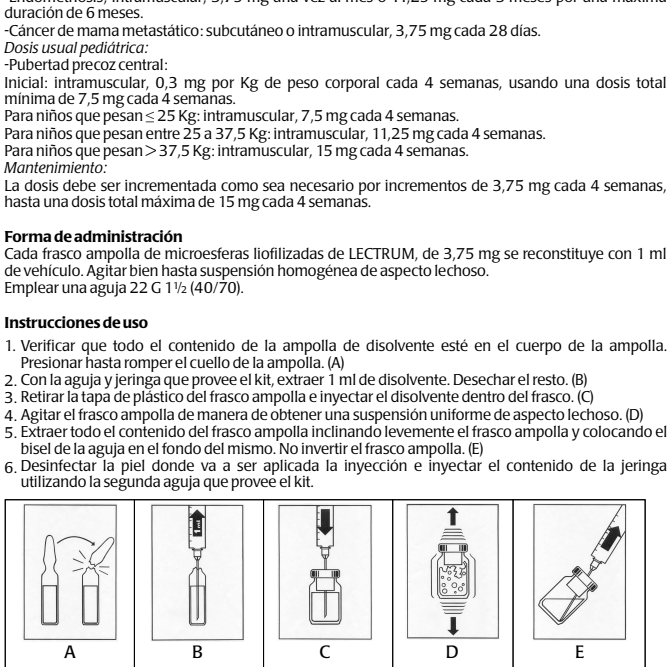 -Endometriosis, intramuscular, 3,75 mg una vez al mes o 11,25 mg cada 3 meses por una máxima
duración de 6 meses.
-Cáncer de mama metastático: subcutáneo o intramuscular, 3,75 mg cada 28 días.
Dosis usual pediátrica:
-Pubertad precoz central:
Inicial: intramuscular, 0,3 mg por Kg de peso corporal cada 4 semanas, usando una dosis total
mínima de 7,5 mg cada 4 semanas.
Para niños que pesan ≤ 25 Kg: intramuscular, 7,5 mg cada 4 semanas.
Para niños que pesan entre 25 a 37,5 Kg: intramuscular, 11,25 mg cada 4 semanas.
Para niños que pesan > 37,5 Kg: intramuscular, 15 mg cada 4 semanas.
Mantenimiento:
La dosis debe ser incrementada como sea necesario por incrementos de 3,75 mg cada 4 semanas,
hasta una dosis total máxima de 15 mg cada 4 semanas.
Forma de administración
Cada frasco ampolla de microesferas liofilizadas de LECTRUM, de 3,75 mg se reconstituye con 1 ml
de vehículo. Agitar bien hasta suspensión homogénea de aspecto lechoso.
Emplear una aguja 22 G 1 1/2 (40/70).
Instrucciones de uso
1. Verificar que todo el contenido de la ampolla de disolvente esté en el cuerpo de la ampolla.
Presionar hasta romper el cuello de la ampolla. (A)
2. Con la aguja y jeringa que provee el kit, extraer 1 ml de disolvente. Desechar el resto. (B)
3. Retirar la tapa de plástico del frasco ampolla e inyectar el disolvente dentro del frasco. (C)
4. Agitar el frasco ampolla de manera de obtener una suspensión uniforme de aspecto lechoso. (D)
5. Extraer todo el contenido del frasco ampolla inclinando levemente el frasco ampolla y colocando el
bisel de la aguja en el fondo del mismo. No invertir el frasco ampolla. (E)
6. Desinfectar la piel donde va a ser aplicada la inyección e inyectar el contenido de la jeringa
utilizando la segunda aguja que provee el kit.
A B C D E